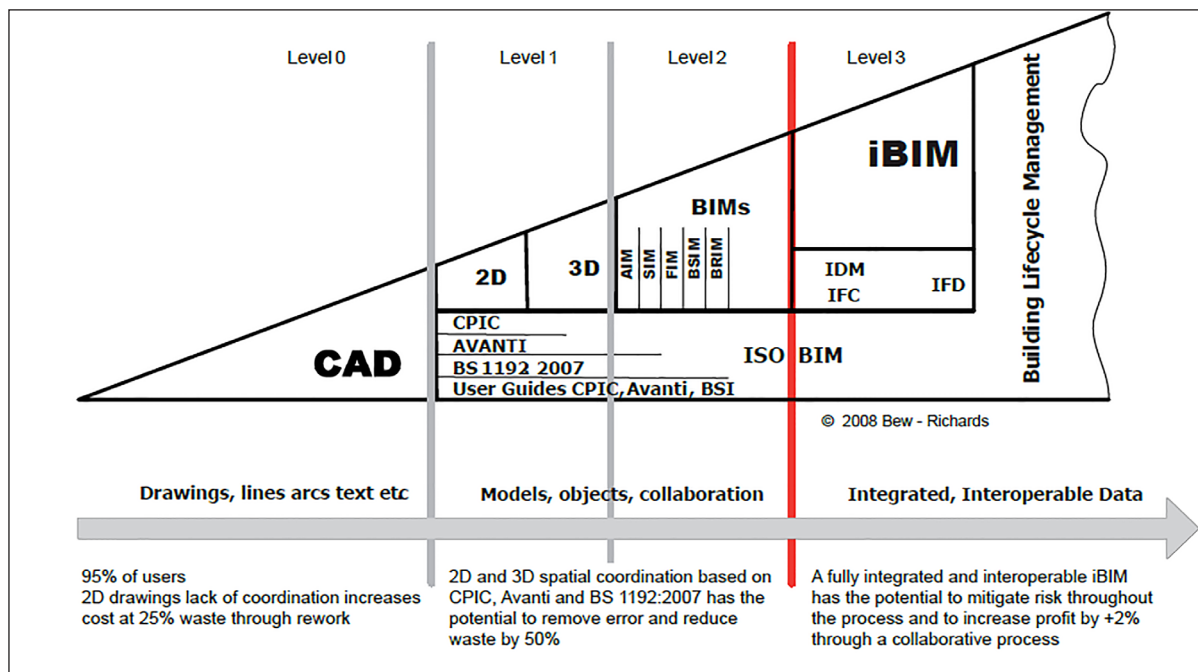 Level 0
Level 1
Level 2
Level 3
iBIM
BIMs
2D
3D
AIM
SIM
FIM
BSIM
BRIM
IDM
IFC
IFD
Building Lifecycle Management
CAD
CPIC
AVANTI
BS 1192 2007
User Guides CPIC, Avanti, BSI
ISO BIM
© 2008 Bew - Richards
Drawings, lines arcs text etc.
Models, objects, collaboration
Integrated, Interoperable Data
95% of users
2D drawings lack of coordination increases
cost at 25% waste through rework
2D and 3D spatial coordination based on
CPIC, Avanti and BS 1192:2007 has the
potential to remove error and reduce
waste by 50%
A fully integrated and interoperable iBIM
has the potential to mitigate risk throughout
the process and to increase profit by +2%
through a collaborative process